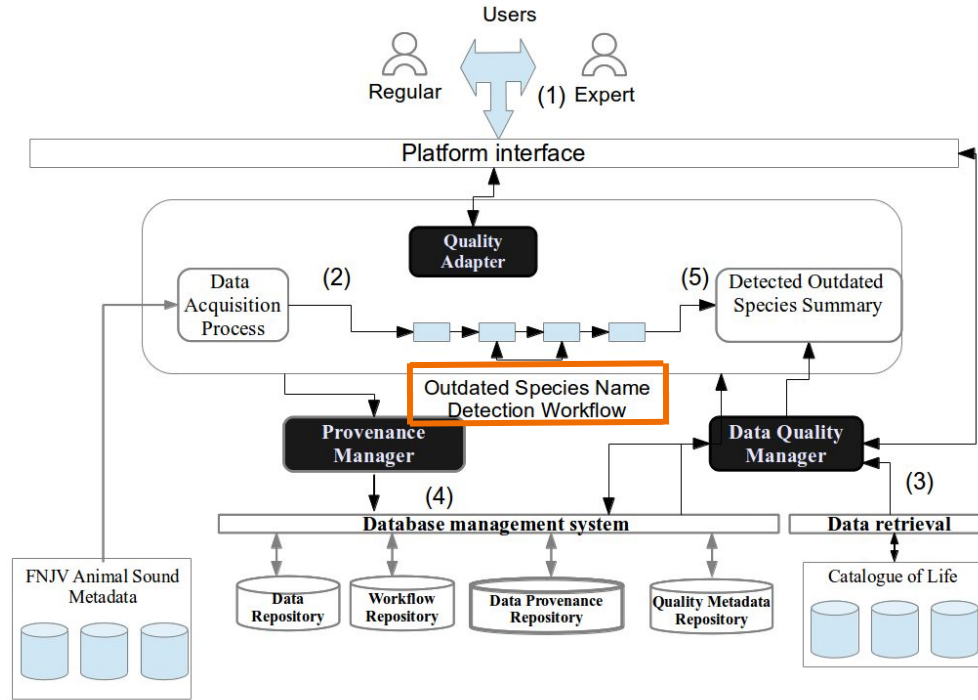 Users
Regular
(1)
Expert
Platform interface
Quality
Adapter
Data
Acquisition
Process
(2)
(5)
Detected Outdated
Species Summary
Outdated Species Name
Detection Workflow
Provenance
Manager
Data Quality
Manager
(4)
(3)
Database management system
Data retrieval
FNJV Animal Sound
Metadata
Data
Repository
Workflow
Repository
Data Provenance
Repository
Quality Metadata
Repository
Catalogue of Life